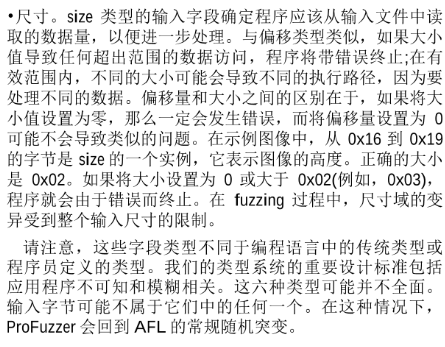 •尺寸。size 类型的输入字段确定程序应该从输入文件中读
取的数据量，以便进一步处理。与偏移类型类似，如果大小
值导致任何超出范围的数据访问，程序将带错误终止;在有
效范围内，不同的大小可能会导致不同的执行路径，因为要
处理不同的数据。偏移量和大小之间的区别在于，如果将大
小值设置为零，那么一定会发生错误，而将偏移量设置为 0
可能不会导致类似的问题。在示例图像中，从 0x16 到 0x19
的字节是 size 的一个实例，它表示图像的高度。正确的大小
是 0x02。如果将大小设置为 0 或大于 0x02(例如，0x03)，
程序就会由于错误而终止。在 fuzzing 过程中，尺寸域的变
异受到整个输入尺寸的限制。
请注意，这些字段类型不同于编程语言中的传统类型或
程序员定义的类型。我们的类型系统的重要设计标准包括
应用程序不可知和模糊相关。这六种类型可能并不全面。
输入字节可能不属于它们中的任何一个。在这种情况下，
ProFuzzer 会回到 AFL 的常规随机突变。